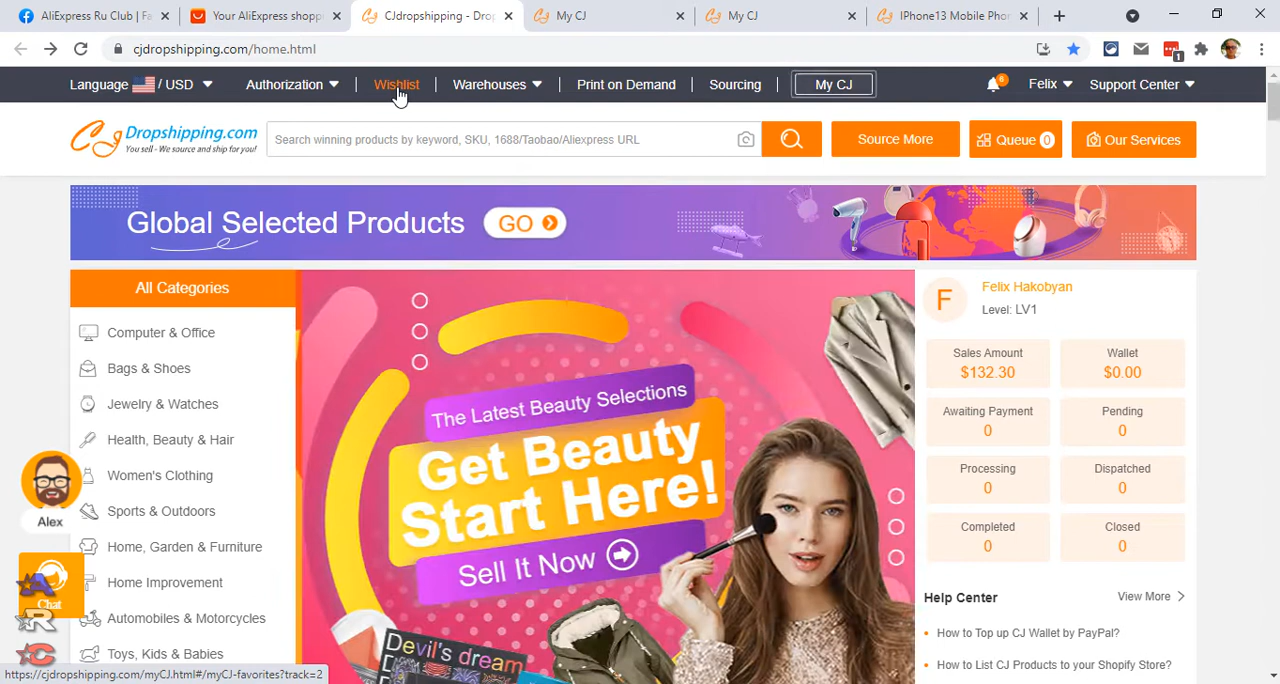 AliExpress Ru Club | Fa
Your AliExpress shoppi
CJdropshipping - Drop
My CJ
My CJ
IPhone13 Mobile Phon
cjdropshipping.com/home.html
1
Language / USD
Authorization
Wishlist
Warehouses
Print on Demand
Sourcing
My CJ
6
Felix
Support Center
CJ Dropshipping.com
You sell - We source and ship for you!
Search winning products by keyword, SKU, 1688/Taobao/Aliexpress URL
Source More
Queue 0
Our Services
Global Selected Products
GO
All Categories
Computer & Office
Bags & Shoes
Jewelry & Watches
Health, Beauty & Hair
Women's Clothing
Sports & Outdoors
Home, Garden & Furniture
Home Improvement
Automobiles & Motorcycles
Toys, Kids & Babies
Alex
Chat
A
R
C
The Latest Beauty Selections
Get Beauty
Start Here!
Sell It Now
Devil's dream
F
Felix Hakobyan
Level: LV1
Sales Amount
$132.30
Wallet
$0.00
Awaiting Payment
0
Pending
0
Processing
0
Dispatched
0
Completed
0
Closed
0
Help Center
View More
How to Top up CJ Wallet by PayPal?
How to List CJ Products to your Shopify Store?
https://cjdropshipping.com/myCJ.html#/myCJ-favorites?track=2